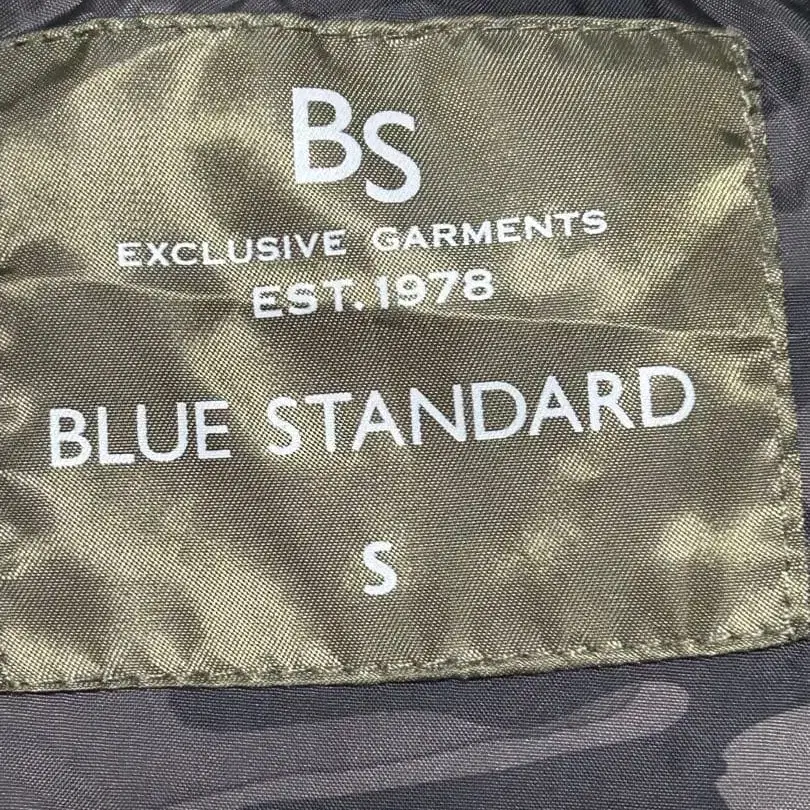 BS
EXCLUSIVE GARMENTS
EST.1978
BLUE STANDARD
S